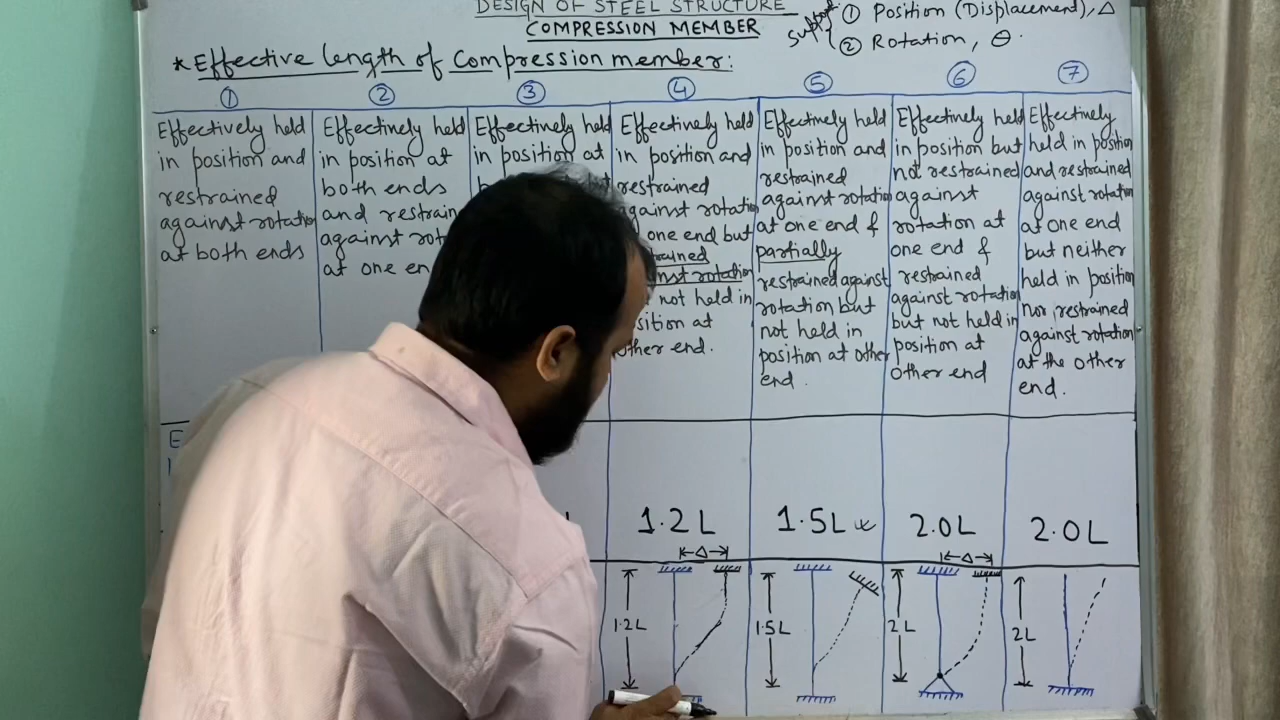 DESIGN OF STEEL STRUCTURE
COMPRESSION MEMBER
① Position (Displacement), Δ
② Rotation, Θ.
* Effective length of compression member:
① ② ③ ④ ⑤ ⑥ ⑦
Effectively held
in position and
restrained
against rotation
at both ends
Effectively held
in position at
both ends
and restrain
against rot
at one en
Effectively held
in position at
Effectively held
in position and
restrained
against rotation
one end but
rained
nst rotation
not held in
sition at
other end.
Effectively held
in position and
restrained
against rotation
at one end &
partially
restrained against
rotation but
not held in
position at other
end.
Effectively held
in position but
not restrained
against
rotation at
one end &
restrained
against rotation
but not held in
position at
other end
Effectively
held in position
and restrained
against rotation
at one end
but neither
held in position
nor restrained
against rotation
at the other
end.
E
1.2 L
1.5 L
2.0 L
2.0 L
Δ
1.2 L
1.5 L
Δ
2 L
2 L